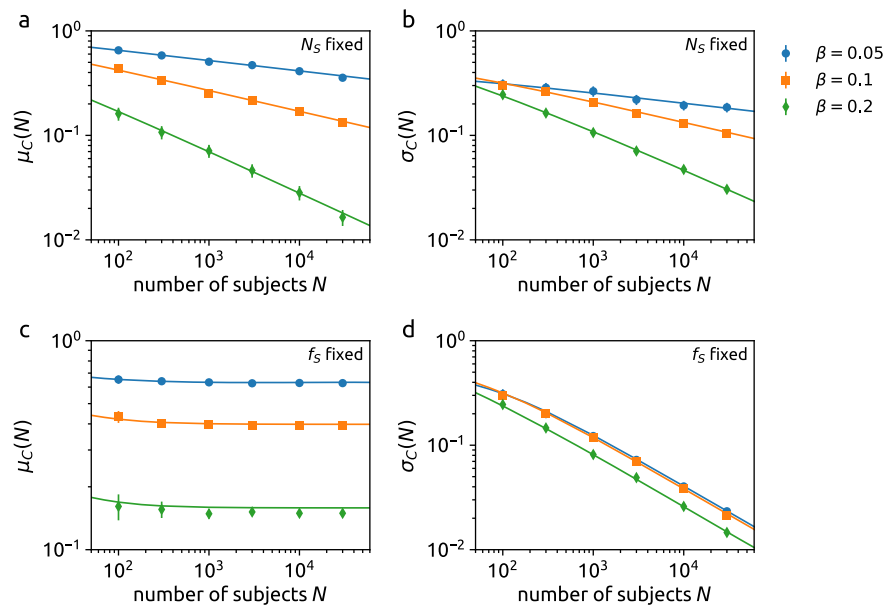 a
N_S fixed
10^0
10^-1
10^-2
μ_C(N)
10^2
10^3
10^4
number of subjects N
b
N_S fixed
10^0
10^-1
10^-2
σ_C(N)
10^2
10^3
10^4
number of subjects N
β = 0.05
β = 0.1
β = 0.2
c
f_S fixed
10^0
10^-1
μ_C(N)
10^2
10^3
10^4
number of subjects N
d
f_S fixed
10^0
10^-1
10^-2
σ_C(N)
10^2
10^3
10^4
number of subjects N